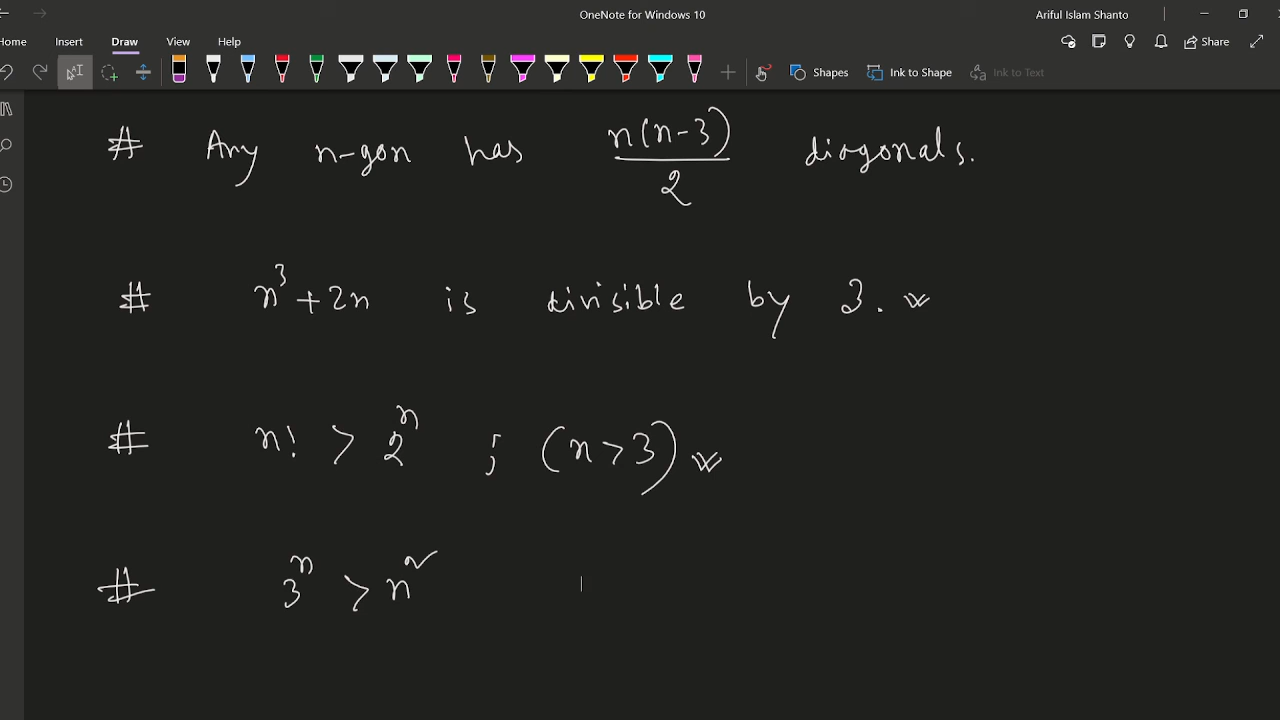 OneNote for Windows 10
Ariful Islam Shanto
Home Insert Draw View Help
Share
Shapes Ink to Shape Ink to Text
# Any n-gon has n(n-3)/2 diagonals.
# n³+2n is divisible by 3.
# n! > 2ⁿ ; (n>3)
# 3ⁿ > n²